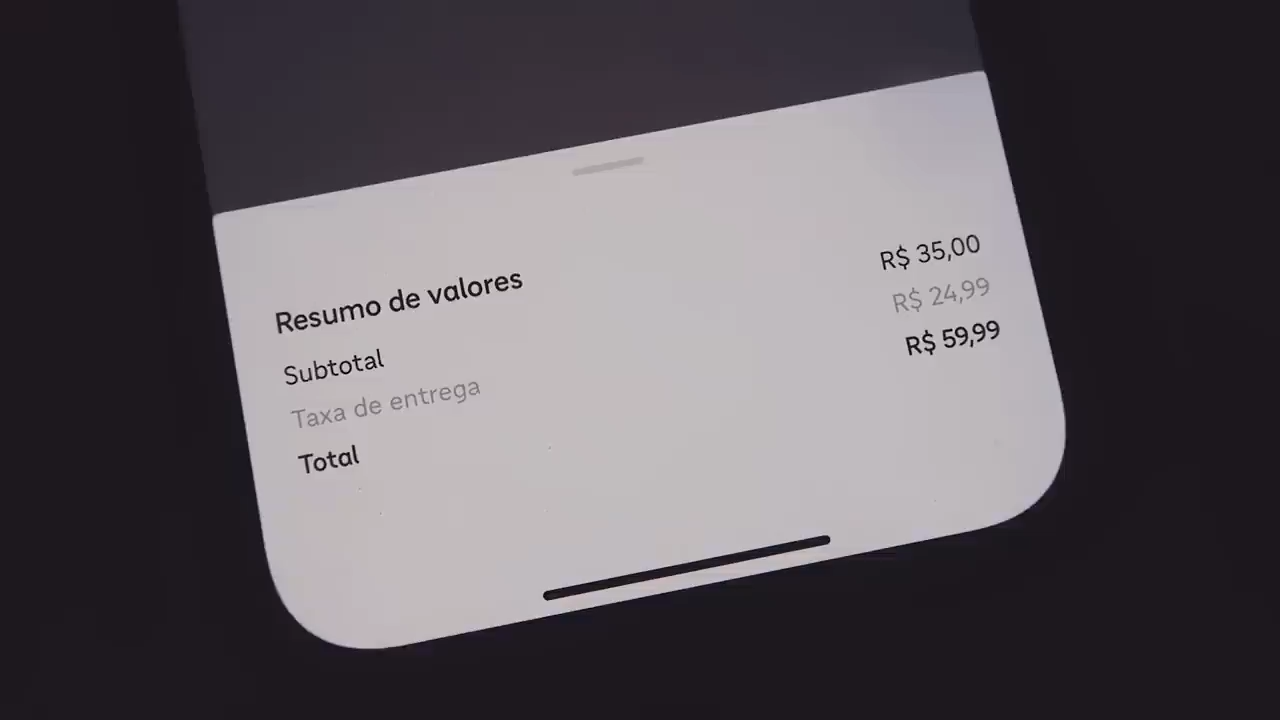 Resumo de valores
Subtotal R$ 35,00
Taxa de entrega R$ 24,99
Total R$ 59,99